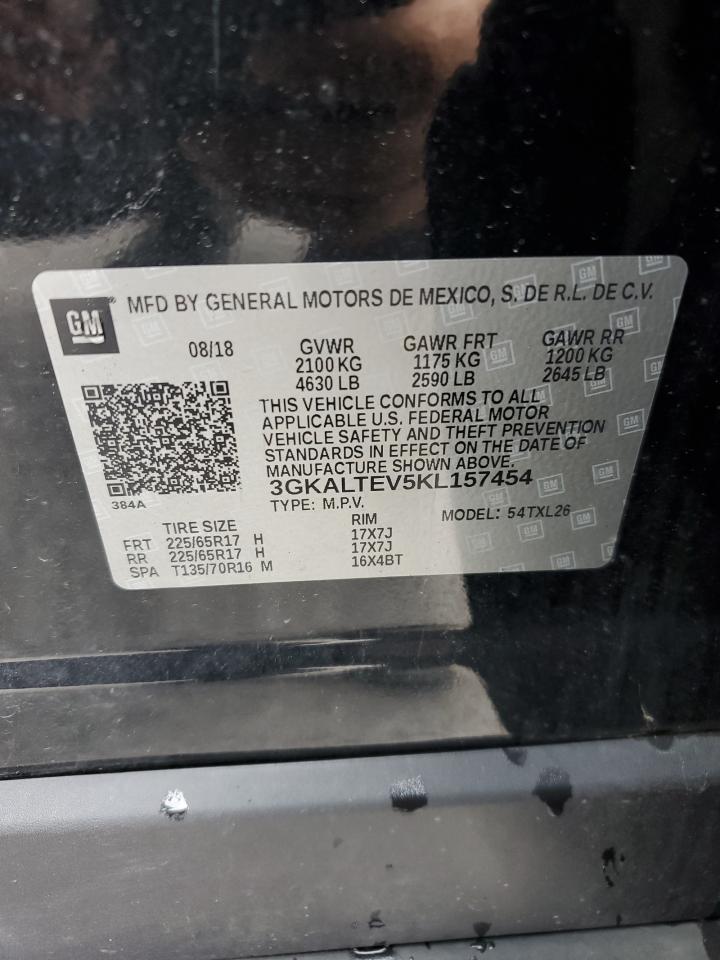 GM ® MFD BY GENERAL MOTORS DE MEXICO, S. DE R.L. DE C.V.
08/18 GVWR GAWR FRT GAWR RR
2100 KG 1175 KG 1200 KG
4630 LB 2590 LB 2645 LB
THIS VEHICLE CONFORMS TO ALL
APPLICABLE U.S. FEDERAL MOTOR
VEHICLE SAFETY AND THEFT PREVENTION
STANDARDS IN EFFECT ON THE DATE OF
MANUFACTURE SHOWN ABOVE.
384A
3GKALTEV5KL157454
TYPE: M.P.V. MODEL: 54TXL26
TIRE SIZE RIM
FRT 225/65R17 H 17X7J
RR 225/65R17 H 17X7J
SPA T135/70R16 M 16X4BT